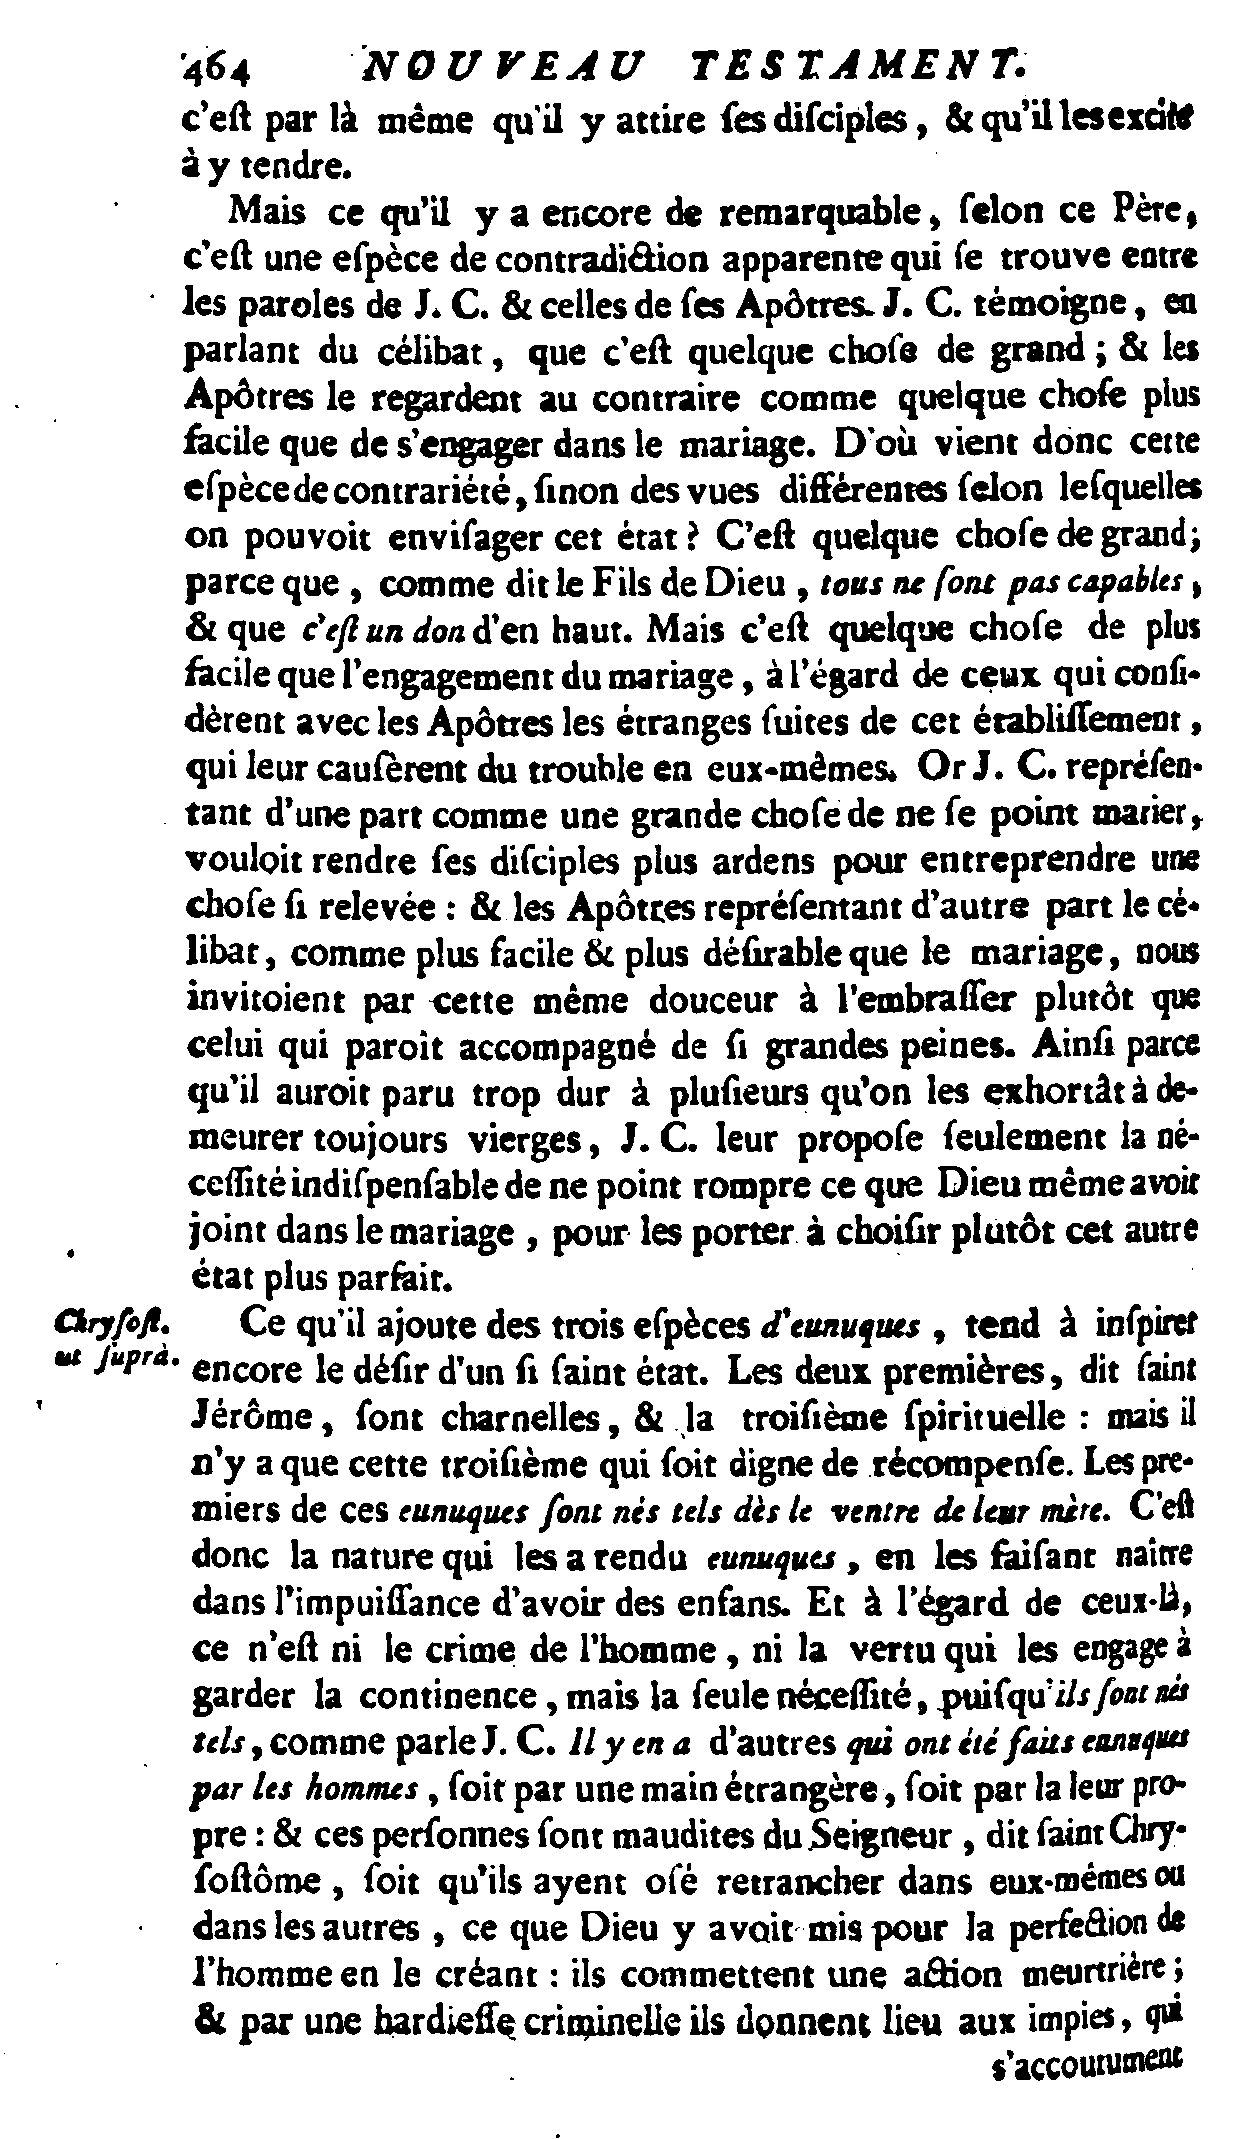 464 NOUVEAU TESTAMENT.
c'eſt par là même qu'il y attire ſes diſciples, & qu'il les excite
à y tendre.
Mais ce qu'il y a encore de remarquable, ſelon ce Père,
c'eſt une eſpèce de contradiction apparente qui ſe trouve entre
les paroles de J. C. & celles de ſes Apôtres. J. C. témoigne, en
parlant du célibat, que c'eſt quelque choſe de grand; & les
Apôtres le regardent au contraire comme quelque choſe plus
facile que de s'engager dans le mariage. D'où vient donc cette
eſpèce de contrariété, ſinon des vues différentes ſelon leſquelles
on pouvoit enviſager cet état? C'eſt quelque choſe de grand;
parce que, comme dit le Fils de Dieu, tous ne ſont pas capables,
& que c'eſt un don d'en haut. Mais c'eſt quelque choſe de plus
facile que l'engagement du mariage, à l'égard de ceux qui conſi-
dèrent avec les Apôtres les étranges ſuites de cet établiſſement,
qui leur cauſèrent du trouble en eux-mêmes. Or J. C. repréſen-
tant d'une part comme une grande choſe de ne ſe point marier,
vouloit rendre ſes diſciples plus ardens pour entreprendre une
choſe ſi relevée: & les Apôtres repréſentant d'autre part le cé-
libat, comme plus facile & plus déſirable que le mariage, nous
invitoient par cette même douceur à l'embraſſer plutôt que
celui qui paroît accompagné de ſi grandes peines. Ainſi parce
qu'il auroit paru trop dur à pluſieurs qu'on les exhortât à de-
meurer toujours vierges, J. C. leur propoſe ſeulement la né-
ceſſité indiſpenſable de ne point rompre ce que Dieu même avoit
joint dans le mariage, pour les porter à choiſir plutôt cet autre
état plus parfait.
Chryſoſt.
ut ſuprà.
Ce qu'il ajoute des trois eſpèces d'eunuques, tend à inſpirer
encore le déſir d'un ſi ſaint état. Les deux premières, dit ſaint
Jérôme, ſont charnelles, & la troiſième ſpirituelle: mais il
n'y a que cette troiſième qui ſoit digne de récompenſe. Les pre-
miers de ces eunuques ſont nés tels dès le ventre de leur mère. C'eſt
donc la nature qui les a rendu eunuques, en les faiſant naître
dans l'impuiſſance d'avoir des enfans. Et à l'égard de ceux-là,
ce n'eſt ni le crime de l'homme, ni la vertu qui les engage à
garder la continence, mais la ſeule néceſſité, puiſqu'ils ſont nés
tels, comme parle J. C. Il y en a d'autres qui ont été faits eunuques
par les hommes, ſoit par une main étrangère, ſoit par la leur pro-
pre: & ces perſonnes ſont maudites du Seigneur, dit ſaint Chry-
ſoſtôme, ſoit qu'ils ayent oſé retrancher dans eux-mêmes ou
dans les autres, ce que Dieu y avoit mis pour la perfection de
l'homme en le créant: ils commettent une action meurtrière;
& par une hardieſſe criminelle ils donnent lieu aux impies, qui
s'accoutument